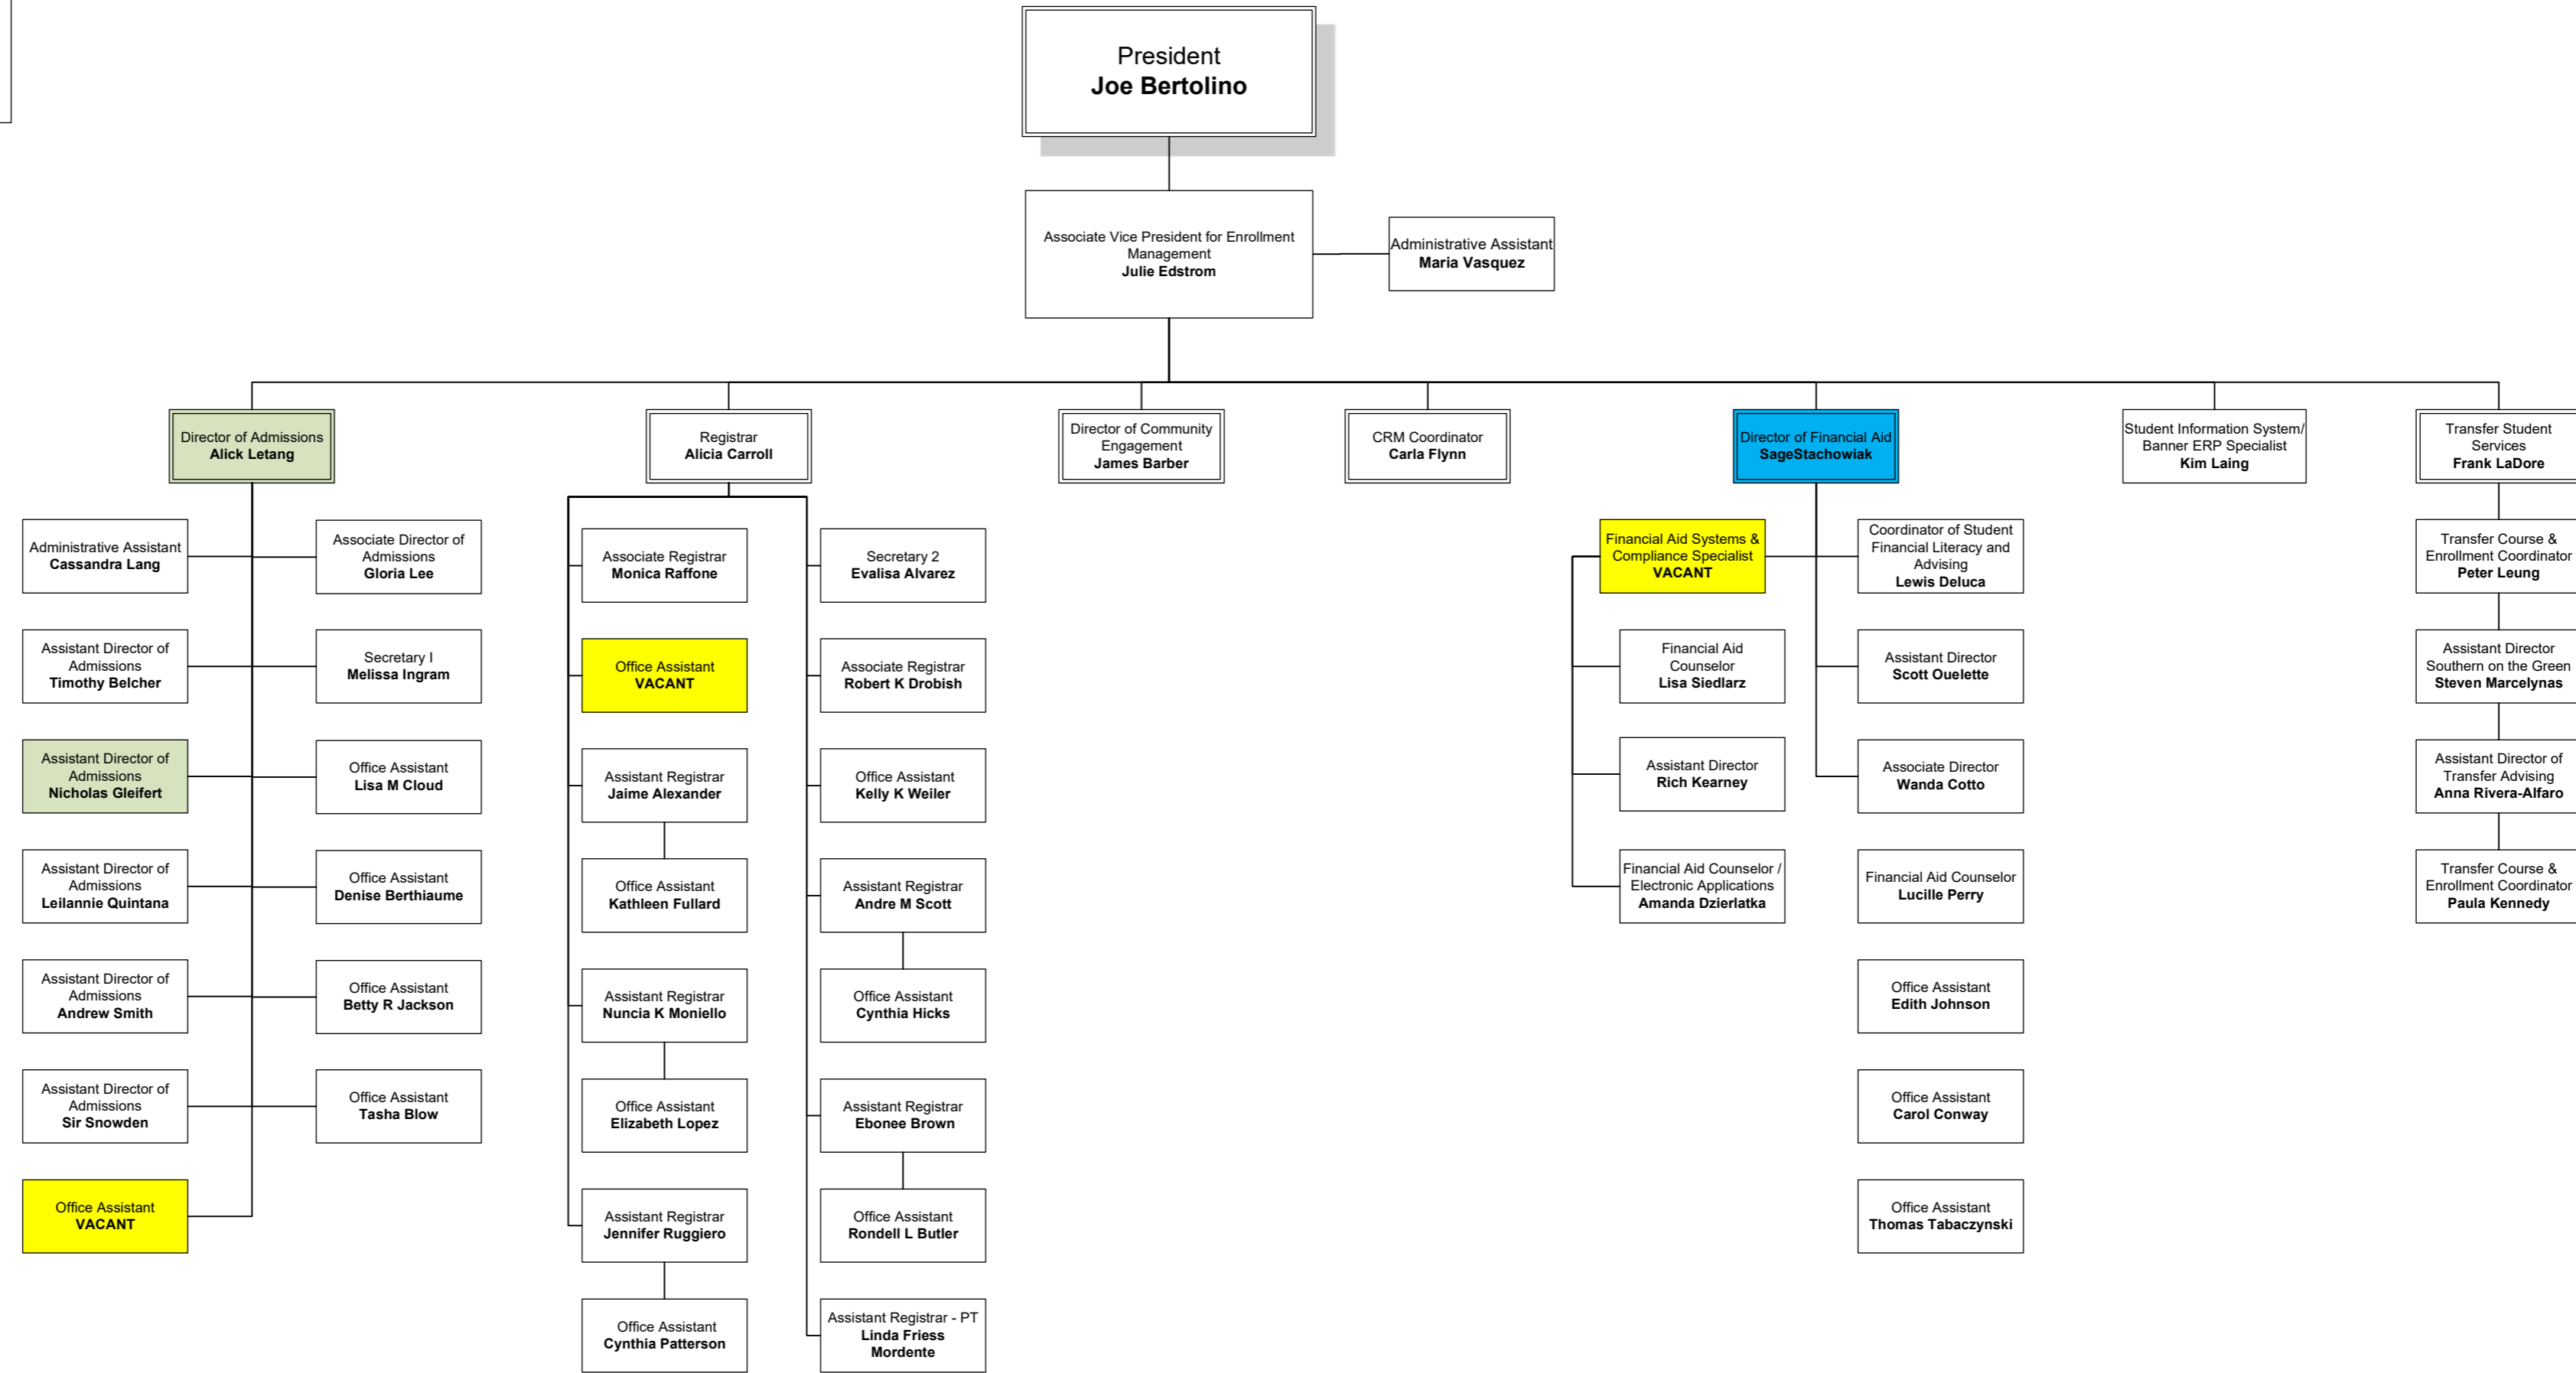 President
Joe Bertolino
Associate Vice President for Enrollment
Management
Julie Edstrom
Administrative Assistant
Maria Vasquez
Director of Admissions
Alick Letang
Registrar
Alicia Carroll
Director of Community
Engagement
James Barber
CRM Coordinator
Carla Flynn
Director of Financial Aid
SageStachowiak
Student Information System/
Banner ERP Specialist
Kim Laing
Transfer Student
Services
Frank LaDore
Administrative Assistant
Cassandra Lang
Associate Director of
Admissions
Gloria Lee
Assistant Director of
Admissions
Timothy Belcher
Secretary I
Melissa Ingram
Assistant Director of
Admissions
Nicholas Gleifert
Office Assistant
Lisa M Cloud
Assistant Director of
Admissions
Leilannie Quintana
Office Assistant
Denise Berthiaume
Assistant Director of
Admissions
Andrew Smith
Office Assistant
Betty R Jackson
Assistant Director of
Admissions
Sir Snowden
Office Assistant
Tasha Blow
Office Assistant
VACANT
Associate Registrar
Monica Raffone
Secretary 2
Evalisa Alvarez
Office Assistant
VACANT
Associate Registrar
Robert K Drobish
Assistant Registrar
Jaime Alexander
Office Assistant
Kelly K Weiler
Office Assistant
Kathleen Fullard
Assistant Registrar
Andre M Scott
Assistant Registrar
Nuncia K Moniello
Office Assistant
Cynthia Hicks
Office Assistant
Elizabeth Lopez
Assistant Registrar
Ebonee Brown
Assistant Registrar
Jennifer Ruggiero
Office Assistant
Rondell L Butler
Office Assistant
Cynthia Patterson
Assistant Registrar - PT
Linda Friess
Mordente
Financial Aid Systems &
Compliance Specialist
VACANT
Coordinator of Student
Financial Literacy and
Advising
Lewis Deluca
Financial Aid
Counselor
Lisa Siedlarz
Assistant Director
Scott Ouelette
Assistant Director
Rich Kearney
Associate Director
Wanda Cotto
Financial Aid Counselor /
Electronic Applications
Amanda Dzierlatka
Financial Aid Counselor
Lucille Perry
Office Assistant
Edith Johnson
Office Assistant
Carol Conway
Office Assistant
Thomas Tabaczynski
Transfer Course &
Enrollment Coordinator
Peter Leung
Assistant Director
Southern on the Green
Steven Marcelynas
Assistant Director of
Transfer Advising
Anna Rivera-Alfaro
Transfer Course &
Enrollment Coordinator
Paula Kennedy